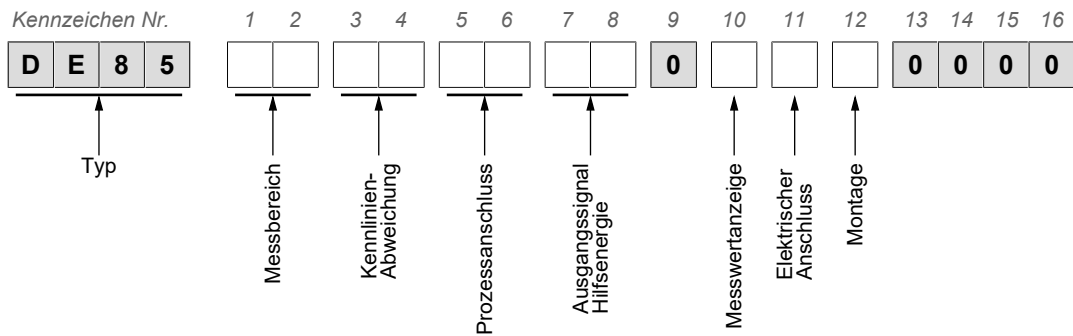 Kennzeichen Nr. 1 2 3 4 5 6 7 8 9 10 11 12 13 14 15 16
D E 8 5 0 0 0 0 0
Typ
Messbereich
Kennlinien-
Abweichung
Prozessanschluss
Ausgangssignal
Hilfsenergie
Messwertanzeige
Elektrischer
Anschluss
Montage